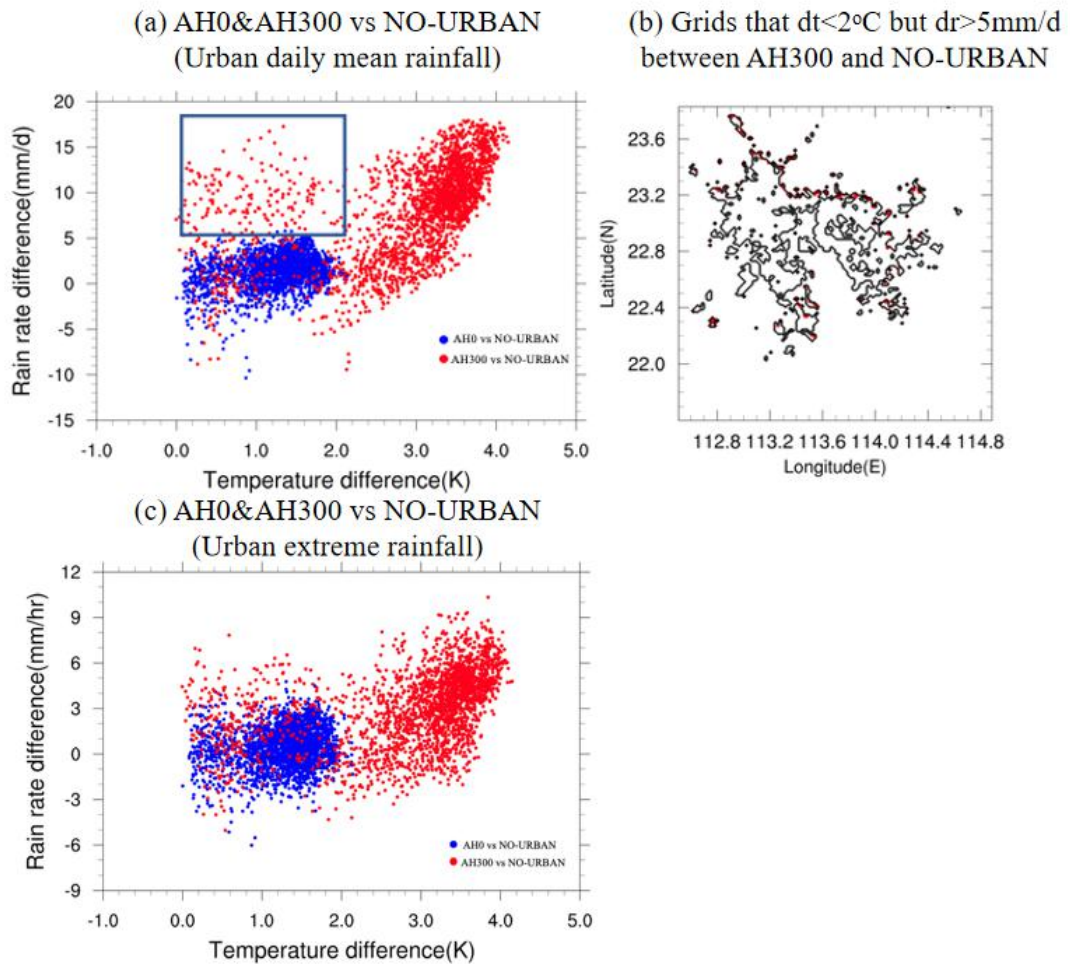 (a) AH0&AH300 vs NO-URBAN
(Urban daily mean rainfall)
20
15
10
5
0
-5
-10
-15
Rain rate difference(mm/d)
AH0 vs NO-URBAN
AH300 vs NO-URBAN
-1.0 0.0 1.0 2.0 3.0 4.0 5.0
Temperature difference(K)
(b) Grids that dt<2°C but dr>5mm/d
between AH300 and NO-URBAN
23.6
23.2
22.8
22.4
22.0
Latitude(N)
112.8 113.2 113.6 114.0 114.4 114.8
Longitude(E)
(c) AH0&AH300 vs NO-URBAN
(Urban extreme rainfall)
12
9
6
3
0
-3
-6
-9
Rain rate difference(mm/hr)
AH0 vs NO-URBAN
AH300 vs NO-URBAN
-1.0 0.0 1.0 2.0 3.0 4.0 5.0
Temperature difference(K)